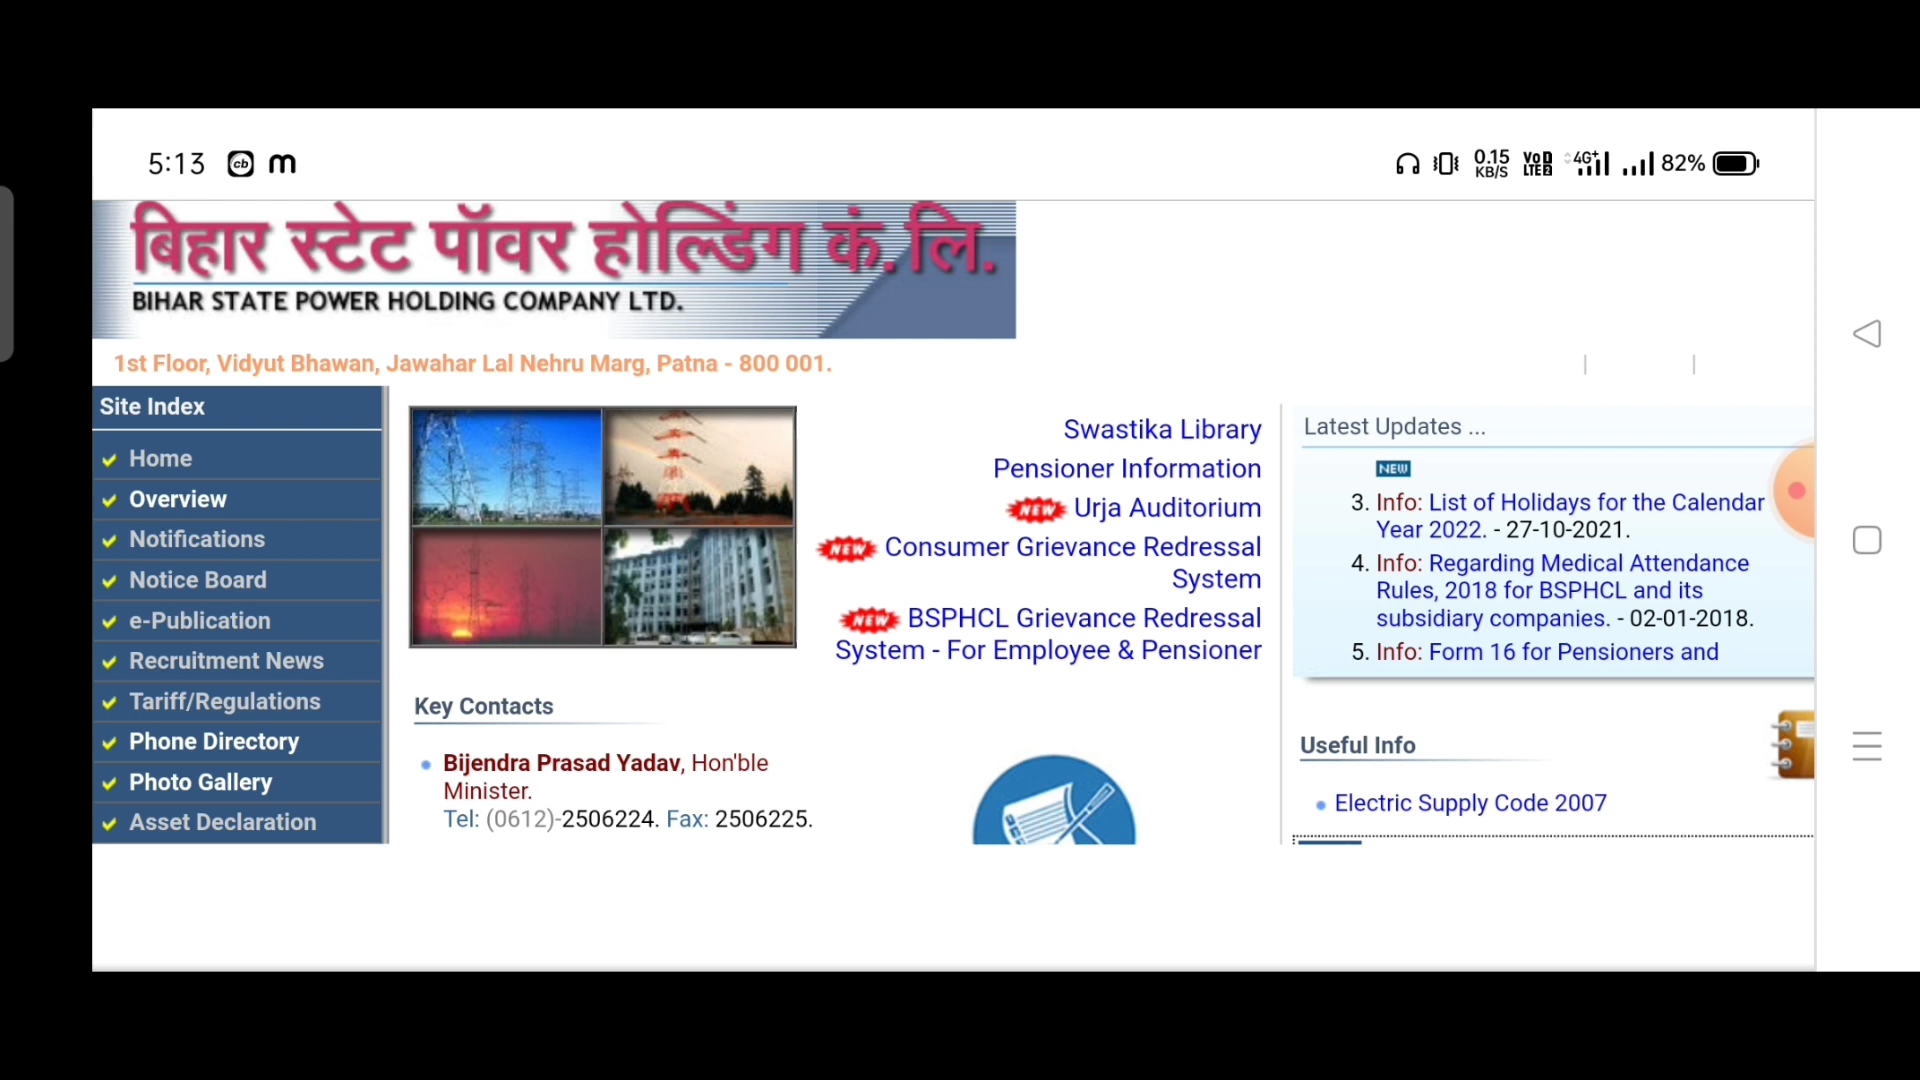 5:13 cb m 0.15 KB/S VoD LTE2 4G+ 82%
बिहार स्टेट पॉवर होल्डिंग कं.लि.
BIHAR STATE POWER HOLDING COMPANY LTD.
1st Floor, Vidyut Bhawan, Jawahar Lal Nehru Marg, Patna - 800 001.
Site Index
Home
Overview
Notifications
Notice Board
e-Publication
Recruitment News
Tariff/Regulations
Phone Directory
Photo Gallery
Asset Declaration
Swastika Library
Pensioner Information
NEW Urja Auditorium
NEW Consumer Grievance Redressal
System
NEW BSPHCL Grievance Redressal
System - For Employee & Pensioner
Key Contacts
Bijendra Prasad Yadav, Hon'ble
Minister.
Tel: (0612)-2506224. Fax: 2506225.
Latest Updates ...
NEW
3. Info: List of Holidays for the Calendar
Year 2022. - 27-10-2021.
4. Info: Regarding Medical Attendance
Rules, 2018 for BSPHCL and its
subsidiary companies. - 02-01-2018.
5. Info: Form 16 for Pensioners and
Useful Info
Electric Supply Code 2007